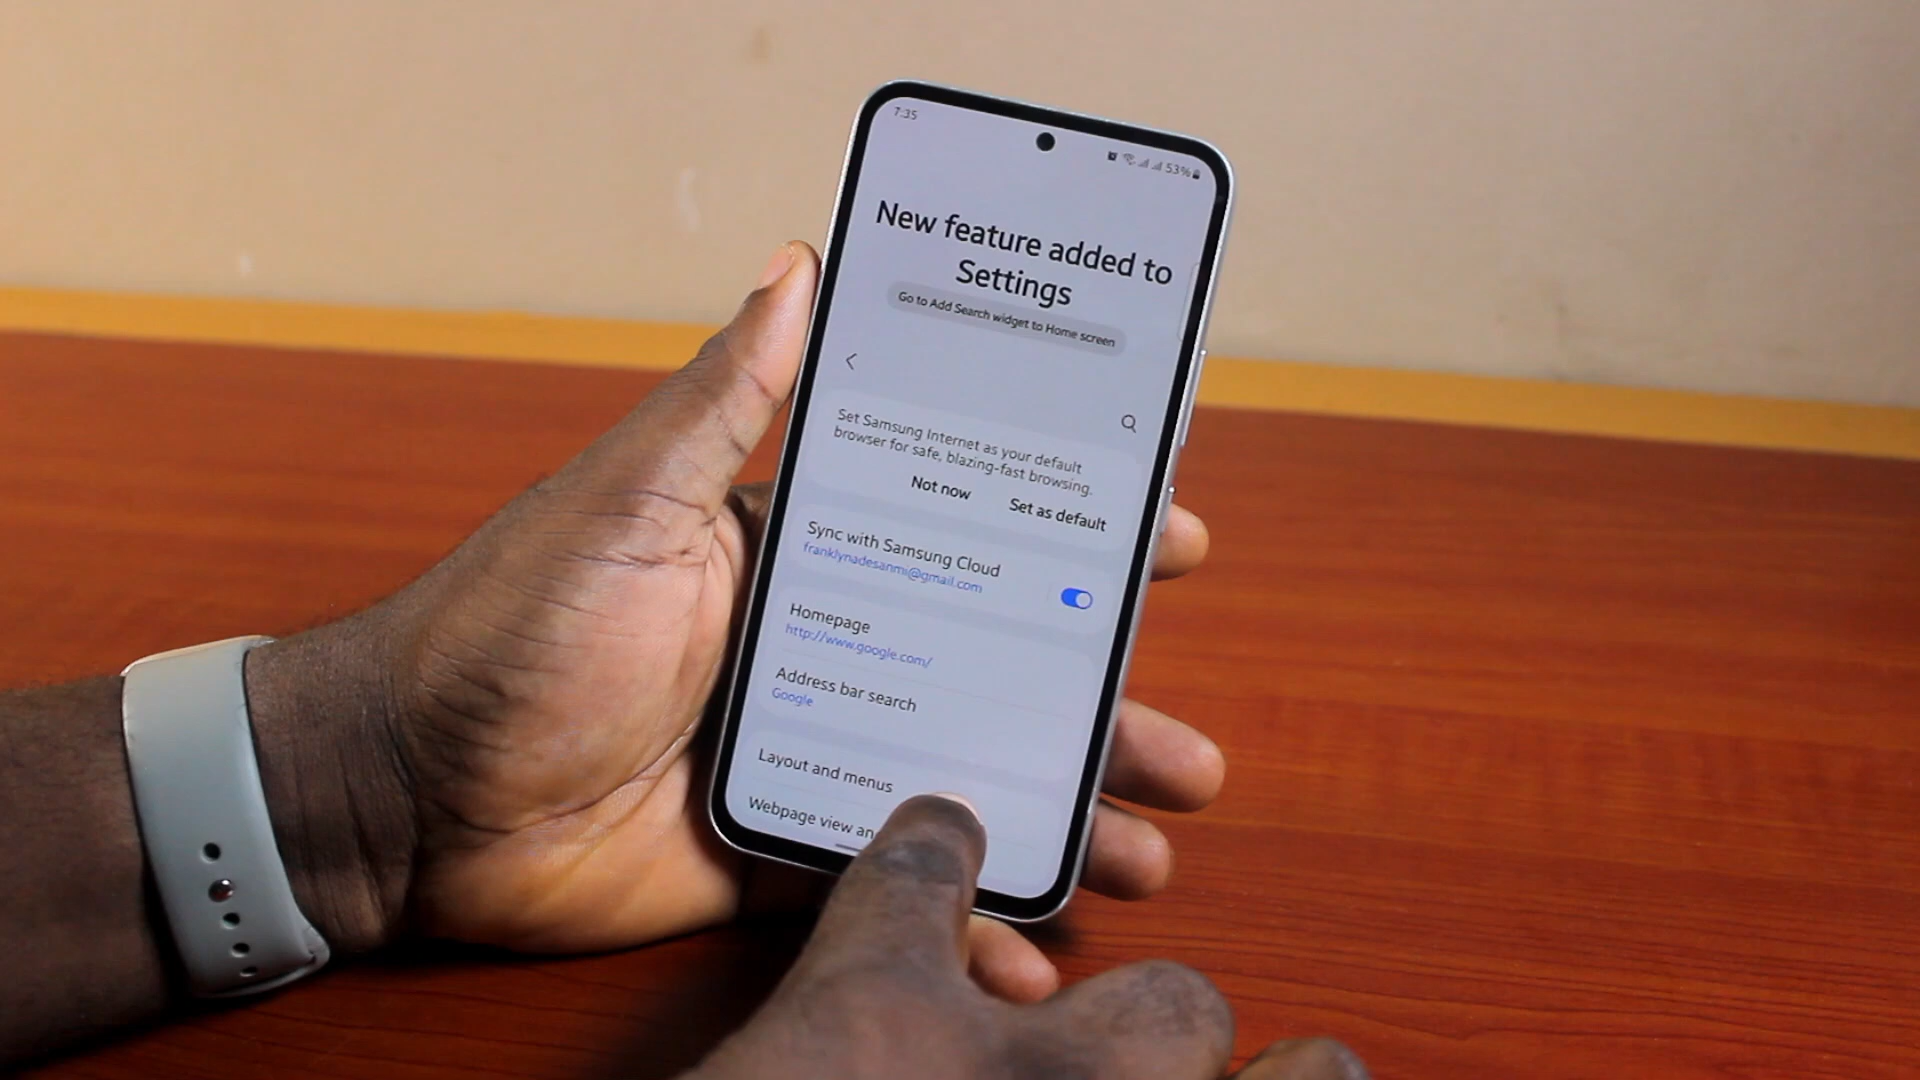 7:35
53%
New feature added to
Settings
Go to Add Search widget to Home screen
Set Samsung Internet as your default
browser for safe, blazing-fast browsing.
Not now Set as default
Sync with Samsung Cloud
franklynadesanmi@gmail.com
Homepage
http://www.google.com/
Address bar search
Google
Layout and menus
Webpage view an